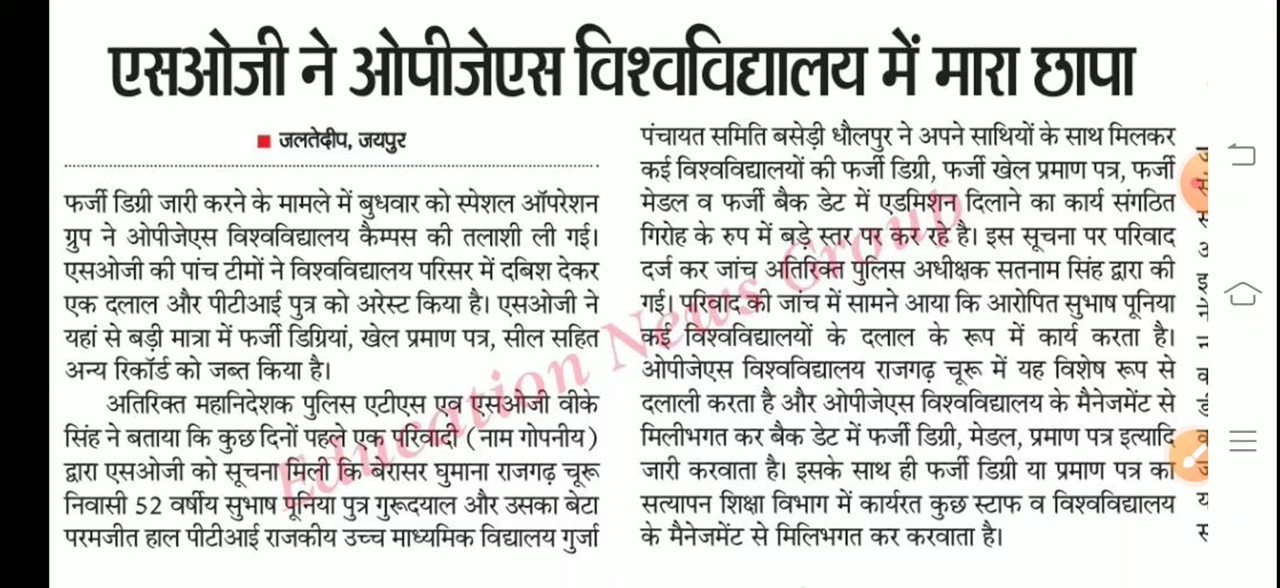 एसओजी ने ओपीजेएस विश्वविद्यालय में मारा छापा
जलतेदीप, जयपुर
फर्जी डिग्री जारी करने के मामले में बुधवार को स्पेशल ऑपरेशन
ग्रुप ने ओपीजेएस विश्वविद्यालय कैम्पस की तलाशी ली गई।
एसओजी की पांच टीमों ने विश्वविद्यालय परिसर में दबिश देकर
एक दलाल और पीटीआई पुत्र को अरेस्ट किया है। एसओजी ने
यहां से बड़ी मात्रा में फर्जी डिग्रियां, खेल प्रमाण पत्र, सील सहित
अन्य रिकॉर्ड को जब्त किया है।
अतिरिक्त महानिदेशक पुलिस एटीएस एव एसओजी वीके
सिंह ने बताया कि कुछ दिनों पहले एक परिवादी (नाम गोपनीय)
द्वारा एसओजी को सूचना मिली कि बेरासर घुमाना राजगढ़ चूरू
निवासी 52 वर्षीय सुभाष पूनिया पुत्र गुरूदयाल और उसका बेटा
परमजीत हाल पीटीआई राजकीय उच्च माध्यमिक विद्यालय गुर्जा
पंचायत समिति बसेड़ी धौलपुर ने अपने साथियों के साथ मिलकर
कई विश्वविद्यालयों की फर्जी डिग्री, फर्जी खेल प्रमाण पत्र, फर्जी
मेडल व फर्जी बैक डेट में एडमिशन दिलाने का कार्य संगठित
गिरोह के रुप में बड़े स्तर पर कर रहे है। इस सूचना पर परिवाद
दर्ज कर जांच अतिरिक्त पुलिस अधीक्षक सतनाम सिंह द्वारा की
गई। परिवाद की जांच में सामने आया कि आरोपित सुभाष पूनिया
कई विश्वविद्यालयों के दलाल के रूप में कार्य करता है।
ओपीजेएस विश्वविद्यालय राजगढ़ चूरू में यह विशेष रूप से
दलाली करता है और ओपीजेएस विश्वविद्यालय के मैनेजमेंट से
मिलीभगत कर बैक डेट में फर्जी डिग्री, मेडल, प्रमाण पत्र इत्यादि
जारी करवाता है। इसके साथ ही फर्जी डिग्री या प्रमाण पत्र का
सत्यापन शिक्षा विभाग में कार्यरत कुछ स्टाफ व विश्वविद्यालय
के मैनेजमेंट से मिलिभगत कर करवाता है।
Education News Group